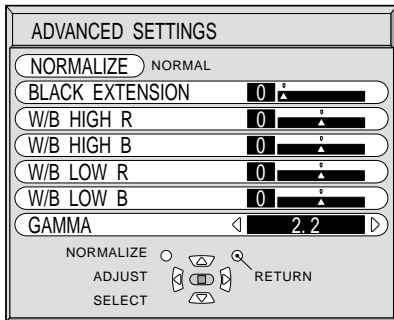 ADVANCED SETTINGS
NORMALIZE NORMAL
BLACK EXTENSION 0
W/B HIGH R 0
W/B HIGH B 0
W/B LOW R 0
W/B LOW B 0
GAMMA 2.2
NORMALIZE
ADJUST RETURN
SELECT